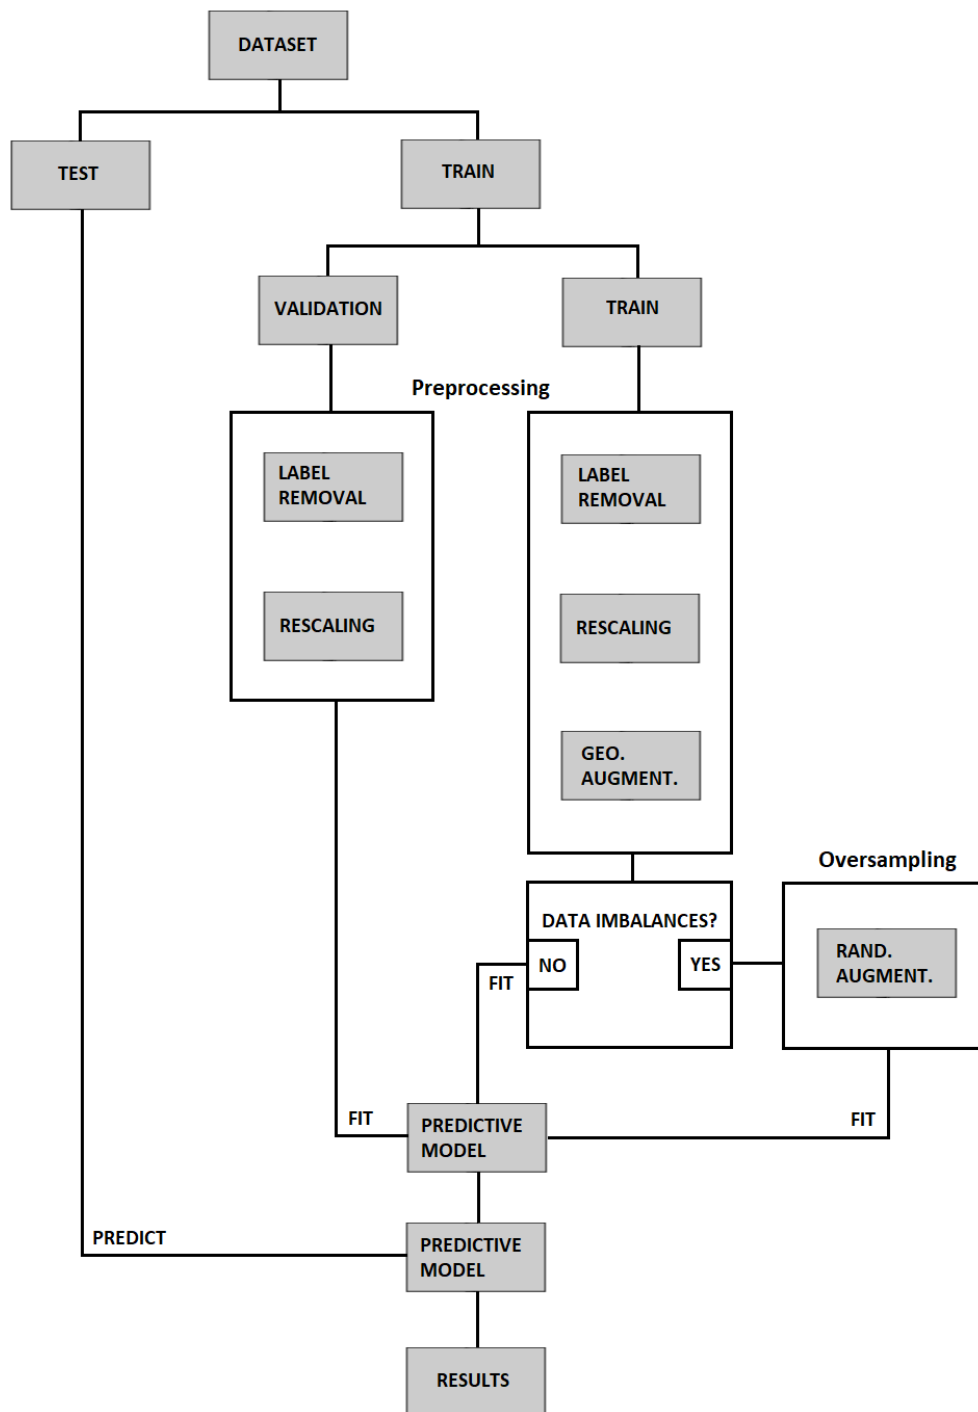 DATASET
TEST
TRAIN
VALIDATION
TRAIN
Preprocessing
LABEL
REMOVAL
RESCALING
LABEL
REMOVAL
RESCALING
GEO.
AUGMENT.
Oversampling
DATA IMBALANCES?
NO
YES
RAND.
AUGMENT.
FIT
FIT
FIT
PREDICTIVE
MODEL
PREDICT
PREDICTIVE
MODEL
RESULTS